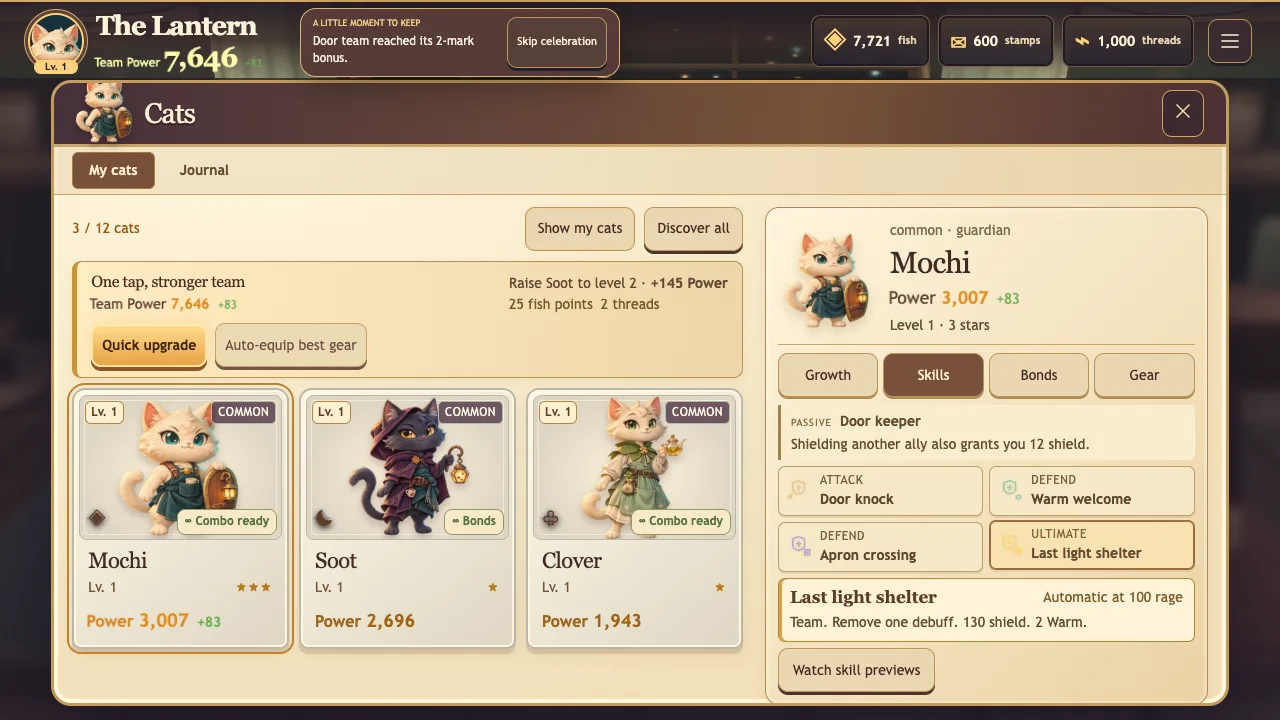 The Lantern
Lv. 1
Team Power 7,646 +83
A LITTLE MOMENT TO KEEP
Door team reached its 2-mark
bonus.
Skip celebration
7,721 fish
600 stamps
1,000 threads
Cats
My cats
Journal
3 / 12 cats
Show my cats
Discover all
One tap, stronger team
Team Power 7,646 +83
Raise Soot to level 2 · +145 Power
25 fish points 2 threads
Quick upgrade
Auto-equip best gear
Lv. 1
COMMON
∞ Combo ready
Mochi
Lv. 1
Power 3,007 +83
Lv. 1
COMMON
∞ Bonds
Soot
Lv. 1
Power 2,696
Lv. 1
COMMON
∞ Combo ready
Clover
Lv. 1
Power 1,943
common · guardian
Mochi
Power 3,007 +83
Level 1 · 3 stars
Growth
Skills
Bonds
Gear
PASSIVE Door keeper
Shielding another ally also grants you 12 shield.
ATTACK
Door knock
DEFEND
Warm welcome
DEFEND
Apron crossing
ULTIMATE
Last light shelter
Last light shelter
Automatic at 100 rage
Team. Remove one debuff. 130 shield. 2 Warm.
Watch skill previews